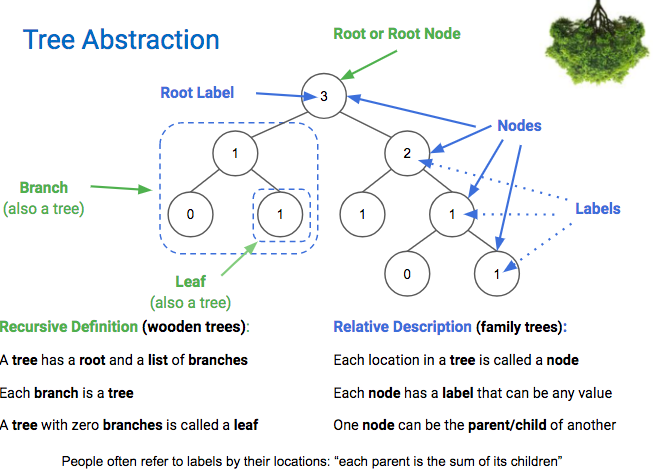 Tree Abstraction
Root or Root Node
Root Label
3
Nodes
1
2
Branch
(also a tree)
0
1
1
1
Labels
Leaf
(also a tree)
0
1
Recursive Definition (wooden trees):
A tree has a root and a list of branches
Each branch is a tree
A tree with zero branches is called a leaf
Relative Description (family trees):
Each location in a tree is called a node
Each node has a label that can be any value
One node can be the parent/child of another
People often refer to labels by their locations: “each parent is the sum of its children”